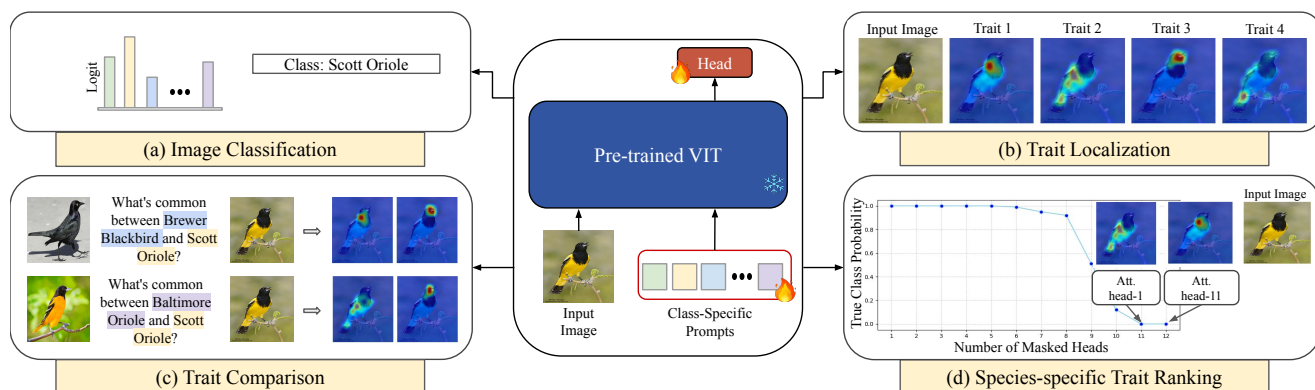 Logit
Class: Scott Oriole
(a) Image Classification
Head
Pre-trained VIT
Input
Image
Class-Specific
Prompts
Input Image
Trait 1
Trait 2
Trait 3
Trait 4
(b) Trait Localization
What's common
between Brewer
Blackbird and Scott
Oriole?
What's common
between Baltimore
Oriole and Scott
Oriole?
(c) Trait Comparison
True Class Probability
1.0
0.8
0.6
0.4
0.2
0.0
1
2
3
4
5
6
7
8
9
10
11
12
Number of Masked Heads
Att.
head-1
Att.
head-11
Input Image
(d) Species-specific Trait Ranking